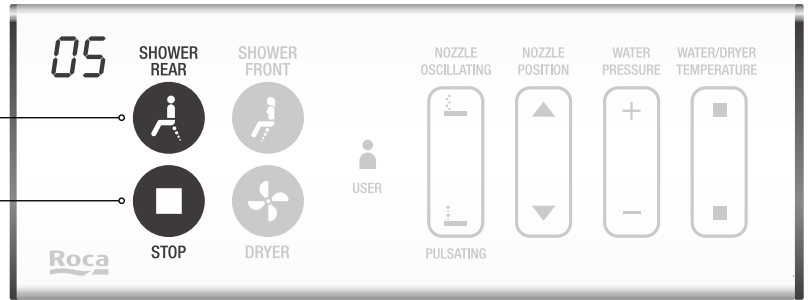 05
SHOWER
REAR
SHOWER
FRONT
NOZZLE
OSCILLATING
NOZZLE
POSITION
WATER
PRESSURE
WATER/DRYER
TEMPERATURE
USER
STOP
DRYER
PULSATING
Roca